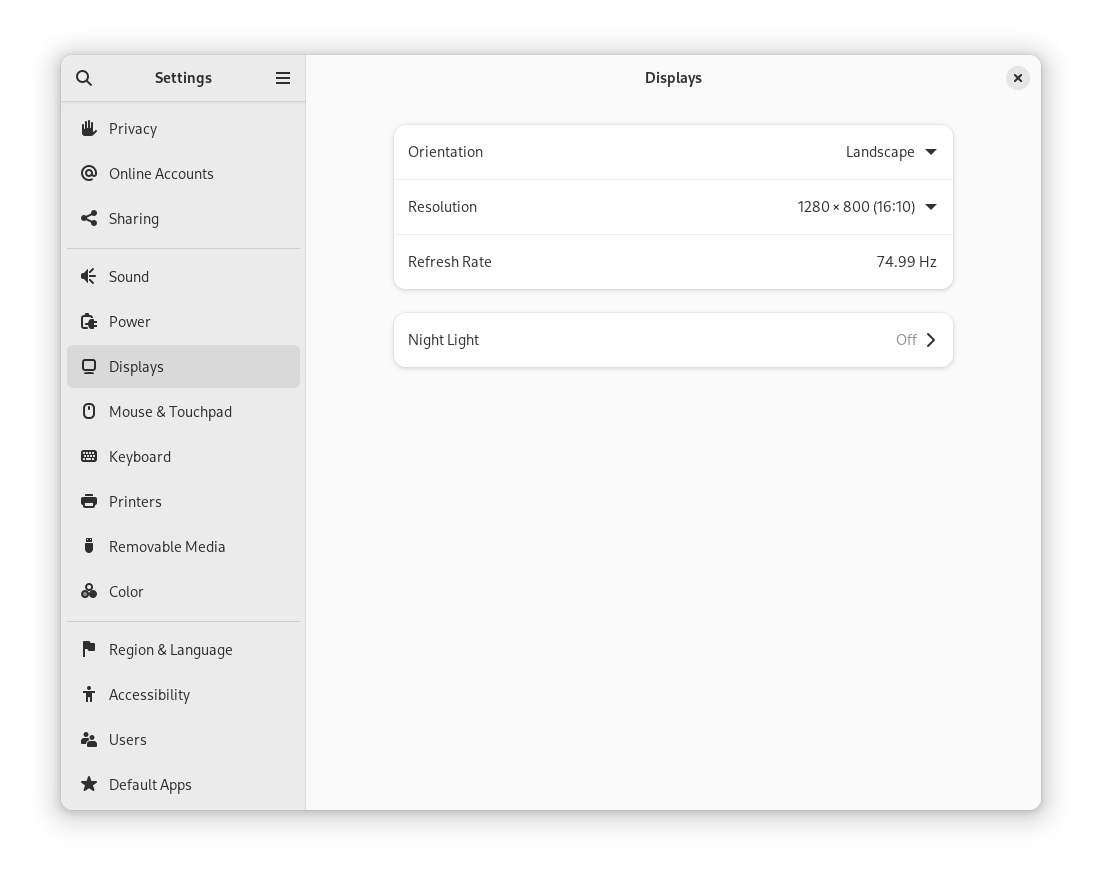 Settings
Displays
Privacy
Online Accounts
Sharing
Sound
Power
Displays
Mouse & Touchpad
Keyboard
Printers
Removable Media
Color
Region & Language
Accessibility
Users
Default Apps
Orientation Landscape
Resolution 1280 × 800 (16:10)
Refresh Rate 74.99 Hz
Night Light Off